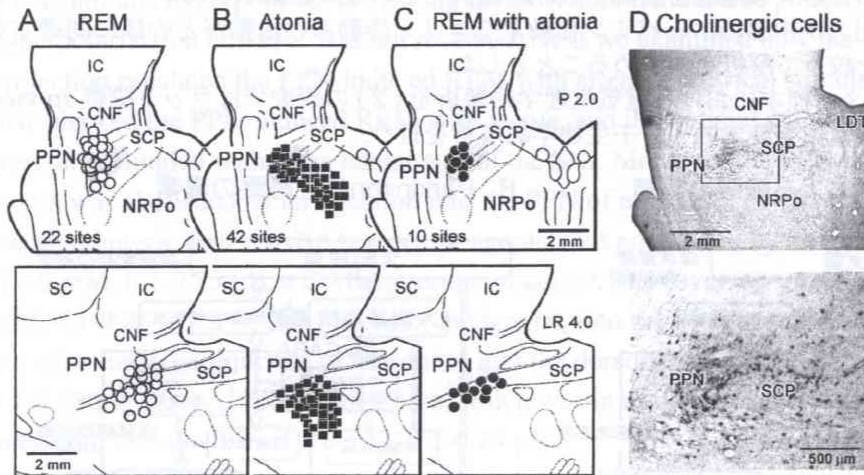 A REM
B Atonia
C REM with atonia
D Cholinergic cells
IC
CNF
SCP
PPN
22 sites
IC
CNF
SCP
PPN
NRPo
42 sites
IC
P 2.0
CNF
SCP
PPN
NRPo
10 sites
2 mm
CNF
LDT
SCP
PPN
NRPo
2 mm
SC
IC
CNF
PPN
SCP
2 mm
SC
IC
CNF
PPN
SCP
SC
IC
LR 4.0
CNF
PPN
SCP
PPN
SCP
500 µm